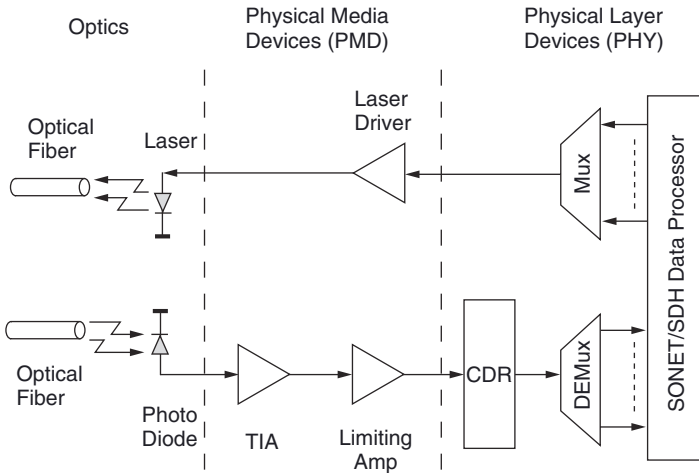 Optics
Physical Media
Devices (PMD)
Physical Layer
Devices (PHY)
Optical
Fiber
Laser
Laser
Driver
Mux
SONET/SDH Data Processor
Optical
Fiber
Photo
Diode
TIA
Limiting
Amp
CDR
DEMux